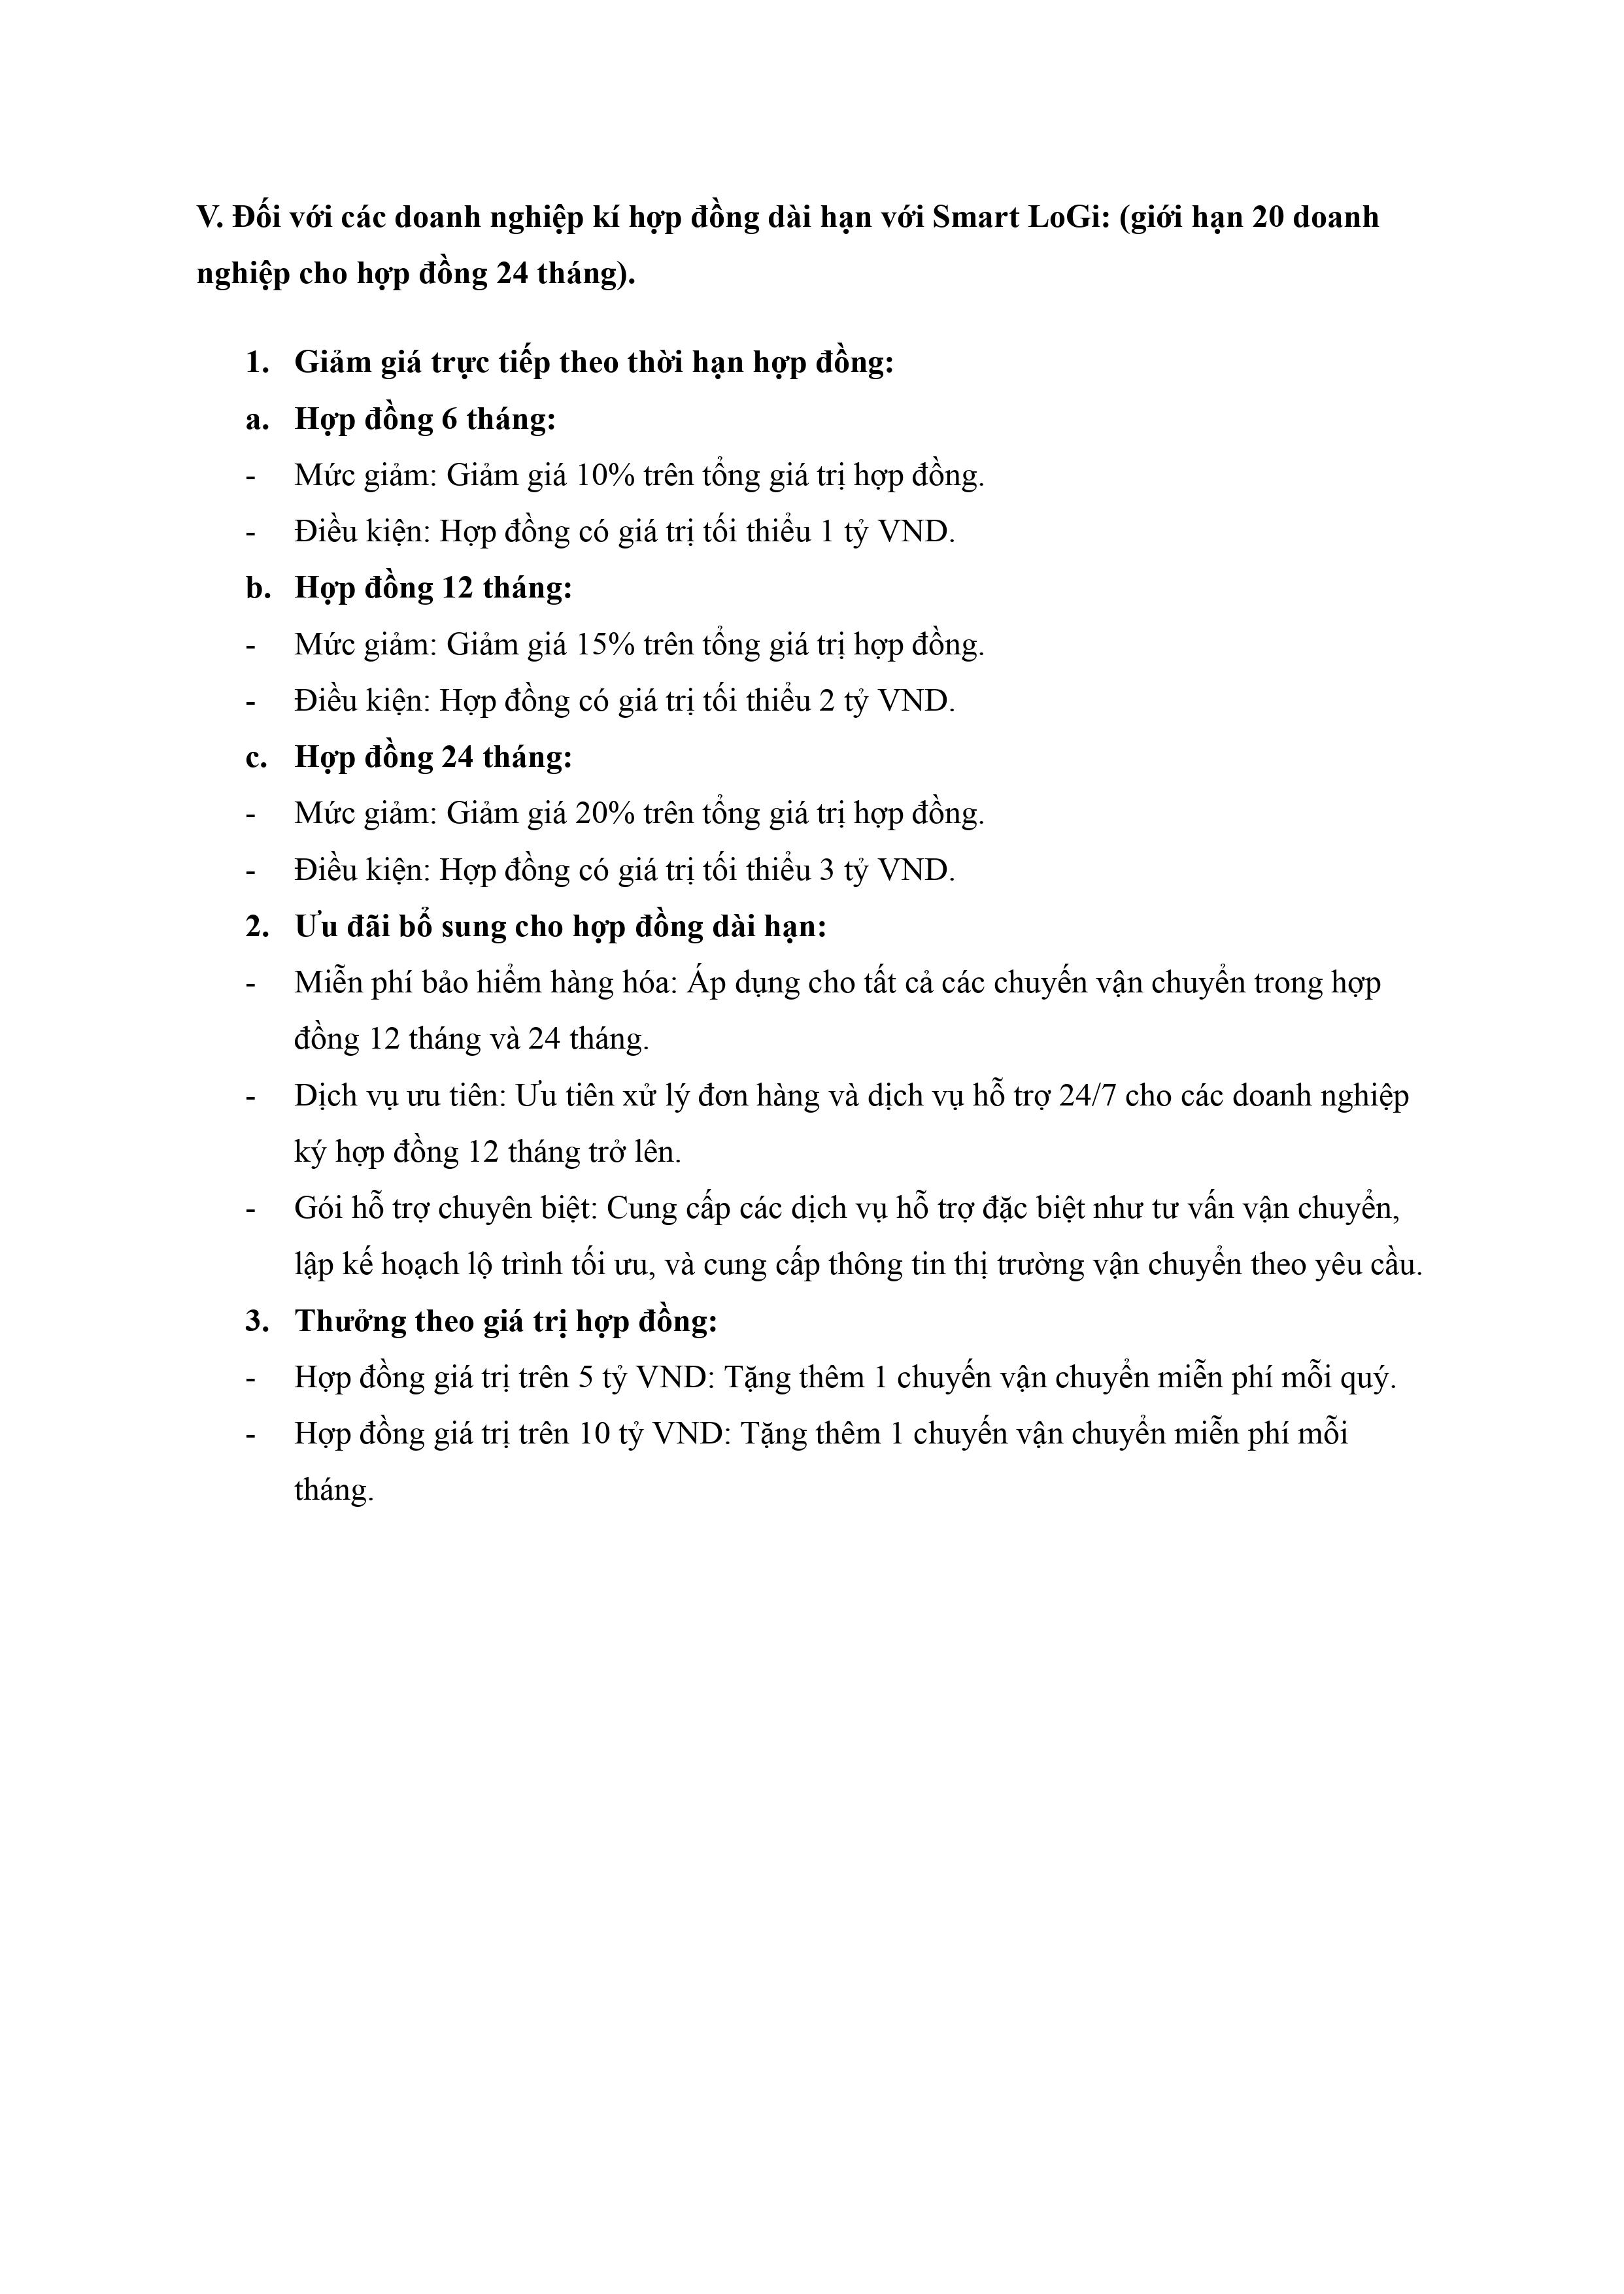 V. Đối với các doanh nghiệp kí hợp đồng dài hạn với Smart LoGi: (giới hạn 20 doanh
nghiệp cho hợp đồng 24 tháng).
1. Giảm giá trực tiếp theo thời hạn hợp đồng:
a. Hợp đồng 6 tháng:
- Mức giảm: Giảm giá 10% trên tổng giá trị hợp đồng.
- Điều kiện: Hợp đồng có giá trị tối thiểu 1 tỷ VND.
b. Hợp đồng 12 tháng:
- Mức giảm: Giảm giá 15% trên tổng giá trị hợp đồng.
- Điều kiện: Hợp đồng có giá trị tối thiểu 2 tỷ VND.
c. Hợp đồng 24 tháng:
- Mức giảm: Giảm giá 20% trên tổng giá trị hợp đồng.
- Điều kiện: Hợp đồng có giá trị tối thiểu 3 tỷ VND.
2. Ưu đãi bổ sung cho hợp đồng dài hạn:
- Miễn phí bảo hiểm hàng hóa: Áp dụng cho tất cả các chuyến vận chuyển trong hợp
đồng 12 tháng và 24 tháng.
- Dịch vụ ưu tiên: Ưu tiên xử lý đơn hàng và dịch vụ hỗ trợ 24/7 cho các doanh nghiệp
ký hợp đồng 12 tháng trở lên.
- Gói hỗ trợ chuyên biệt: Cung cấp các dịch vụ hỗ trợ đặc biệt như tư vấn vận chuyển,
lập kế hoạch lộ trình tối ưu, và cung cấp thông tin thị trường vận chuyển theo yêu cầu.
3. Thưởng theo giá trị hợp đồng:
- Hợp đồng giá trị trên 5 tỷ VND: Tặng thêm 1 chuyến vận chuyển miễn phí mỗi quý.
- Hợp đồng giá trị trên 10 tỷ VND: Tặng thêm 1 chuyến vận chuyển miễn phí mỗi
tháng.